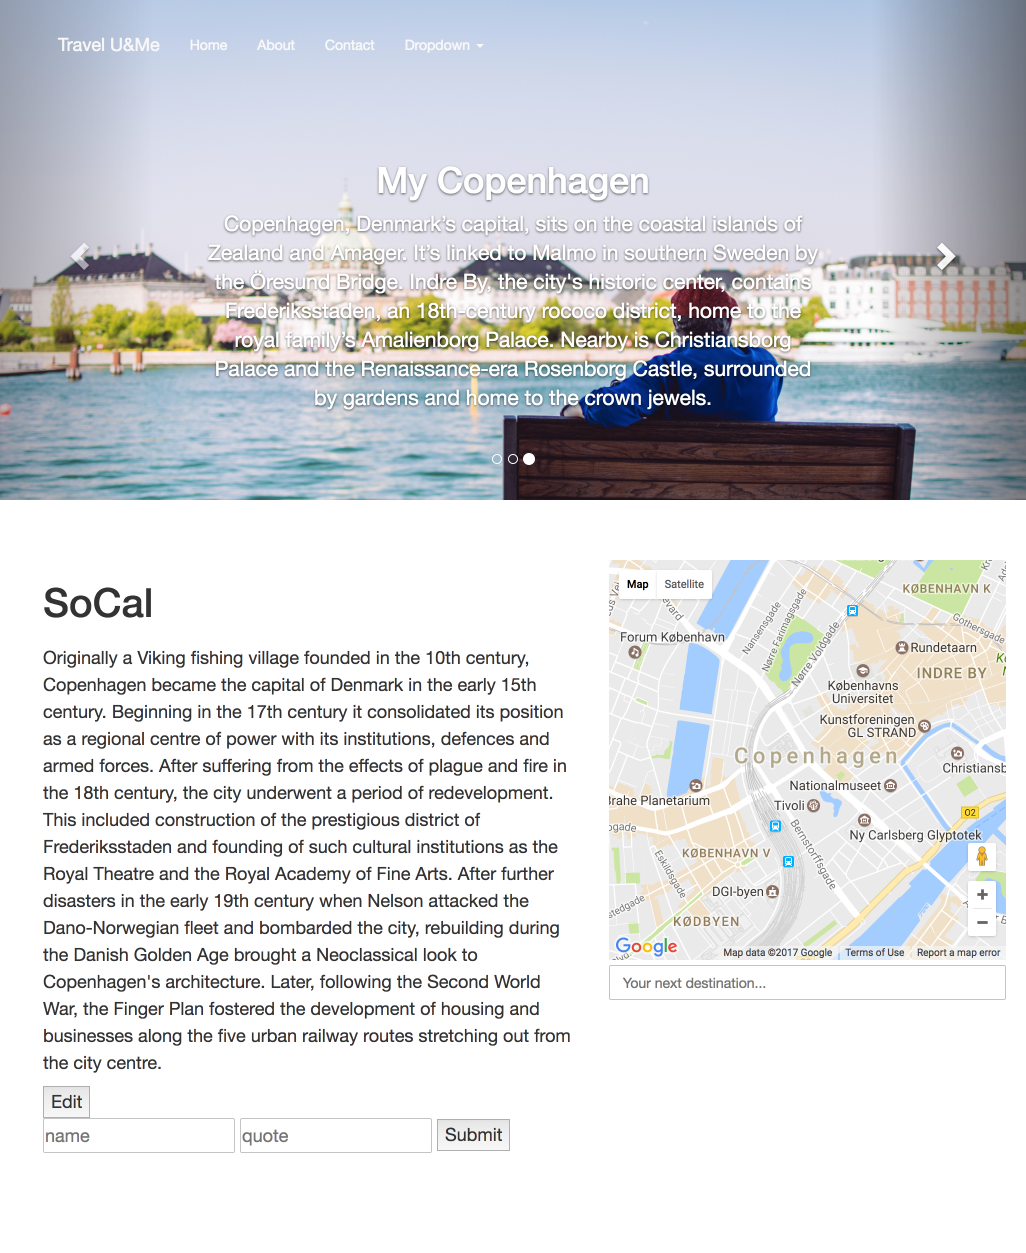 Travel U&Me Home About Contact Dropdown
My Copenhagen
Copenhagen, Denmark’s capital, sits on the coastal islands of
Zealand and Amager. It’s linked to Malmo in southern Sweden by
the Öresund Bridge. Indre By, the city's historic center, contains
Frederiksstaden, an 18th-century rococo district, home to the
royal family’s Amalienborg Palace. Nearby is Christiansborg
Palace and the Renaissance-era Rosenborg Castle, surrounded
by gardens and home to the crown jewels.
SoCal
Originally a Viking fishing village founded in the 10th century,
Copenhagen became the capital of Denmark in the early 15th
century. Beginning in the 17th century it consolidated its position
as a regional centre of power with its institutions, defences and
armed forces. After suffering from the effects of plague and fire in
the 18th century, the city underwent a period of redevelopment.
This included construction of the prestigious district of
Frederiksstaden and founding of such cultural institutions as the
Royal Theatre and the Royal Academy of Fine Arts. After further
disasters in the early 19th century when Nelson attacked the
Dano-Norwegian fleet and bombarded the city, rebuilding during
the Danish Golden Age brought a Neoclassical look to
Copenhagen's architecture. Later, following the Second World
War, the Finger Plan fostered the development of housing and
businesses along the five urban railway routes stretching out from
the city centre.
Edit
name quote Submit
Map Satellite
KØBENHAVN K
Gothersgade
Nansensgade
Nørre Farimagsgade
Nørre Voldgade
Forum København
Rundetaarn
INDRE BY
Københavns
Universitet
Kunstforeningen
GL STRAND
Copenhagen
Christiansb
Nationalmuseet
Brahe Planetarium
Tivoli
O2
Ny Carlsberg Glyptotek
Bernstorffsgade
KØBENHAVN V
Eskildsgade
DGI-byen
KØDBYEN
Google
Map data ©2017 Google Terms of Use Report a map error
Your next destination...